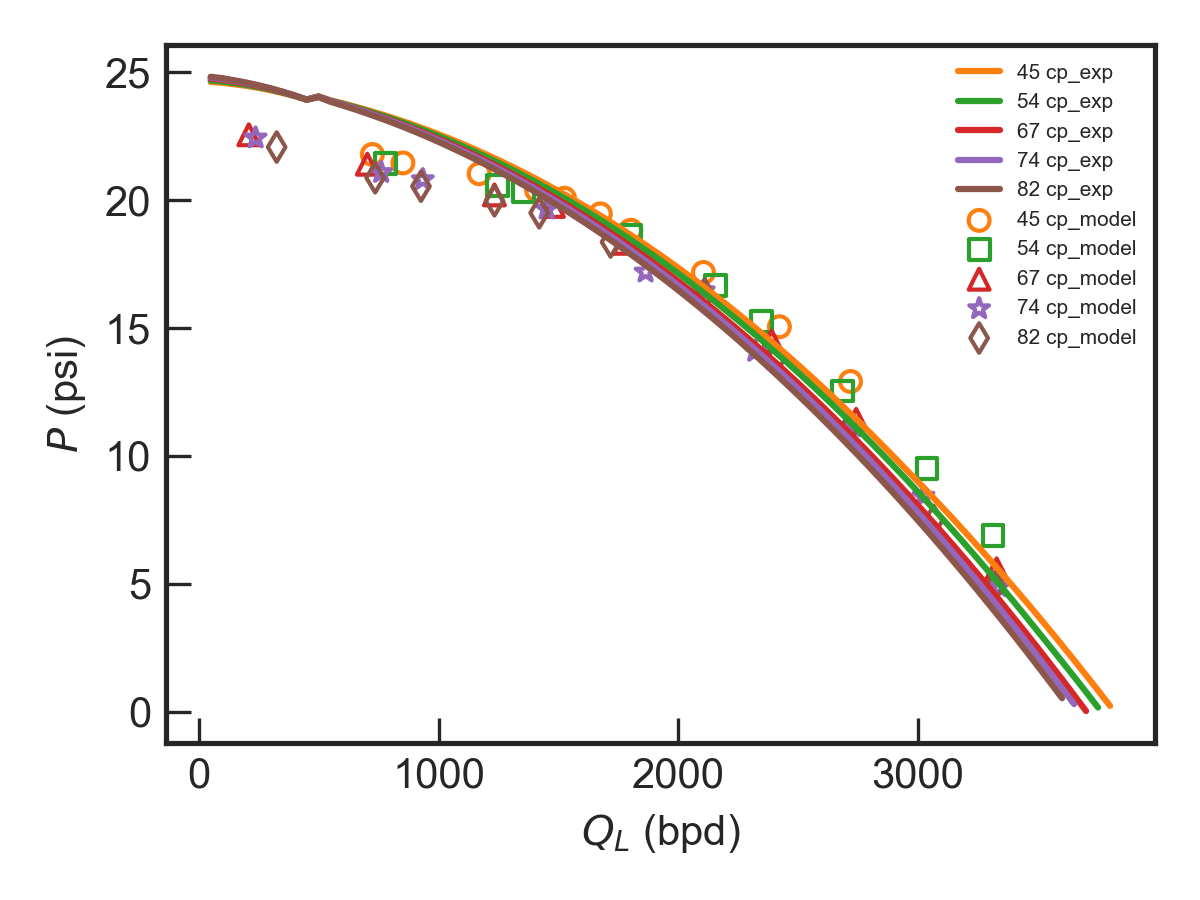 25
20
15
10
5
0
P (psi)
0 1000 2000 3000
Q_L (bpd)
45 cp_exp
54 cp_exp
67 cp_exp
74 cp_exp
82 cp_exp
45 cp_model
54 cp_model
67 cp_model
74 cp_model
82 cp_model